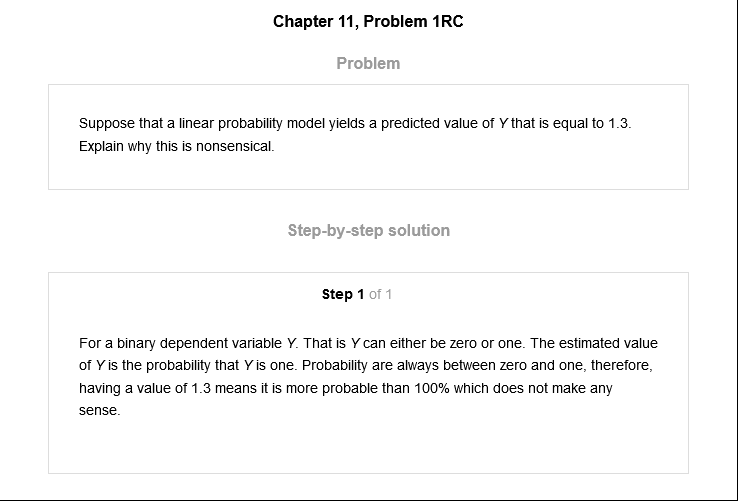 Chapter 11, Problem 1RC
Problem
Suppose that a linear probability model yields a predicted value of Y that is equal to 1.3.
Explain why this is nonsensical.
Step-by-step solution
Step 1 of 1
For a binary dependent variable Y. That is Y can either be zero or one. The estimated value
of Y is the probability that Y is one. Probability are always between zero and one, therefore,
having a value of 1.3 means it is more probable than 100% which does not make any
sense.